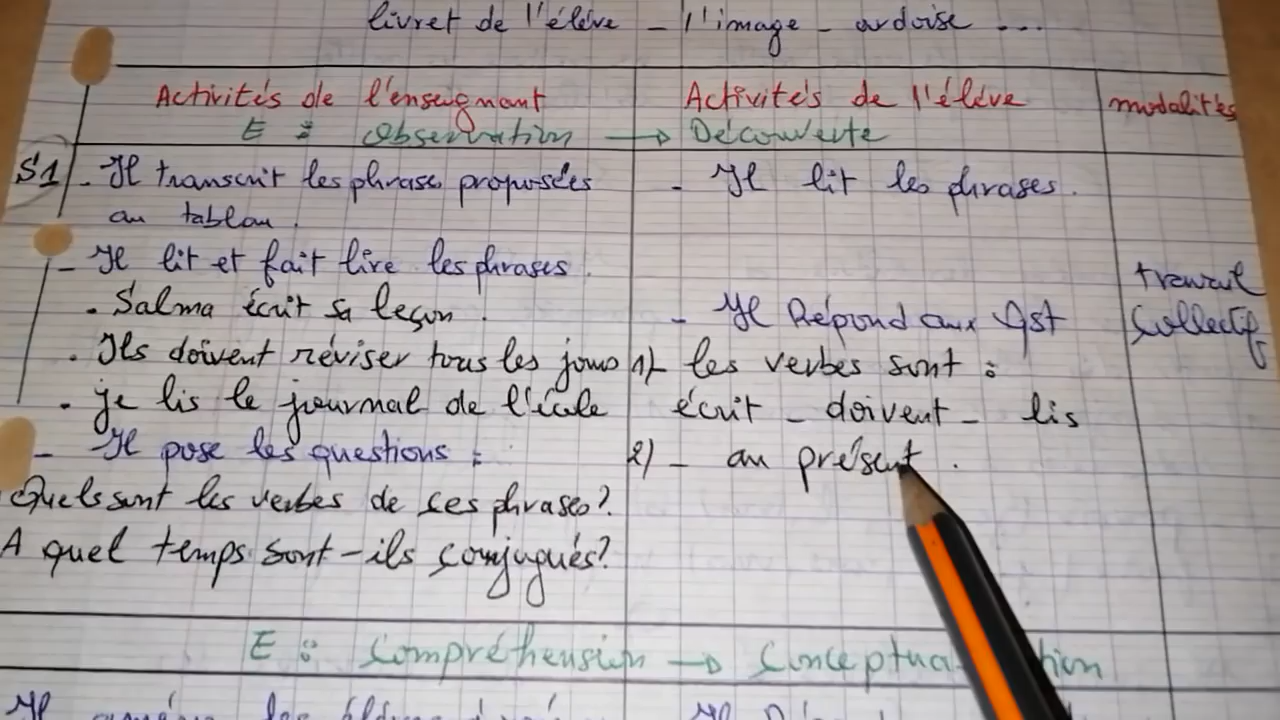 livret de l'élève - l'image - ardoise ...
Activités de l'enseignant
Activités de l'élève
modalités
E : Observation → Découverte
S1
- Il transcrit les phrases proposées
au tableau.
- Il lit les phrases.
- Il lit et fait lire les phrases.
. Salma écrit sa leçon.
- Il Répond aux Qst
travail
collectif
. Ils doivent réviser tous les jours
1) les verbes sont :
. je lis le journal de l'école
écrit - doivent - lis
- Il pose les questions :
2) - au présent.
Quels sont les verbes de ces phrases?
A quel temps sont-ils conjugués?
E : Compréhension →
Il les
Il